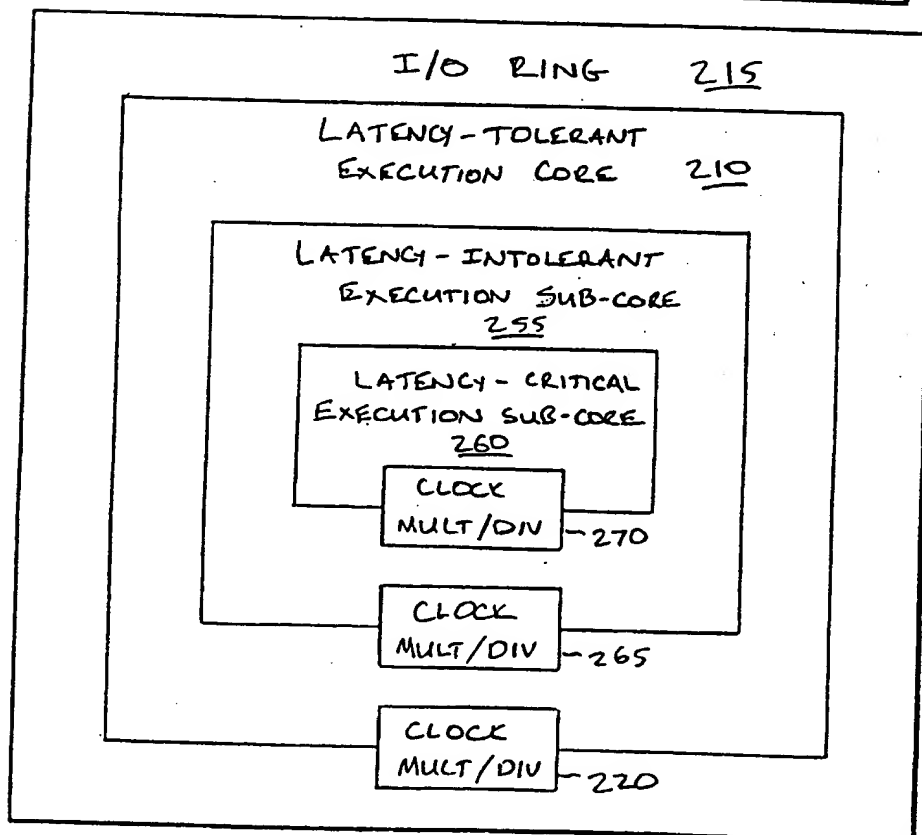 I/O RING 215
LATENCY-TOLERANT
EXECUTION CORE 210
LATENCY-INTOLERANT
EXECUTION SUB-CORE
255
LATENCY-CRITICAL
EXECUTION SUB-CORE
260
CLOCK
MULT/DIV 270
CLOCK
MULT/DIV 265
CLOCK
MULT/DIV 220